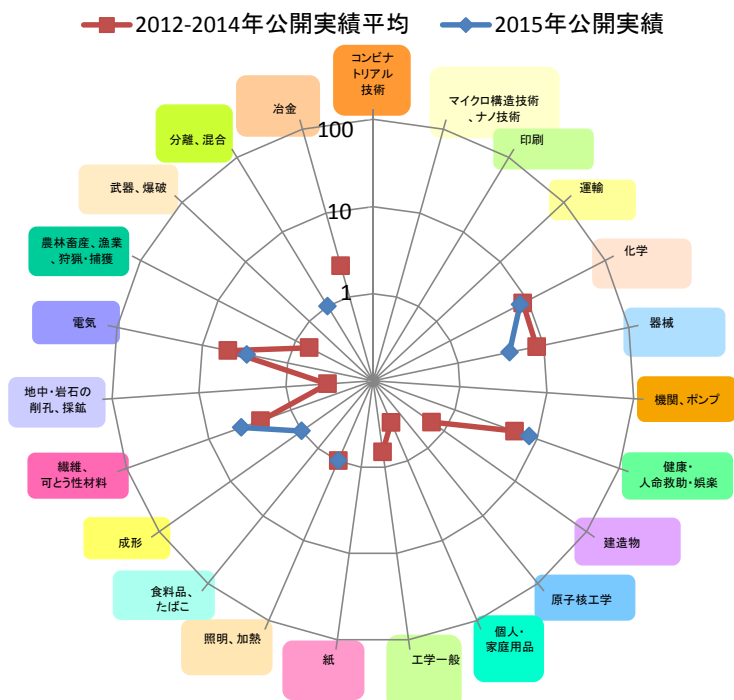 2012-2014年公開実績平均
2015年公開実績
コンビナ
トリアル
技術
マイクロ構造技術
、ナノ技術
印刷
運輸
化学
器械
機関、ポンプ
健康・
人命救助・娯楽
建造物
原子核工学
個人・
家庭用品
工学一般
紙
照明、加熱
食料品、
たばこ
成形
繊維、
可とう性材料
地中・岩石の
削孔、採鉱
電気
農林畜産、漁業
、狩猟・捕獲
武器、爆破
分離、混合
冶金
100
10
1